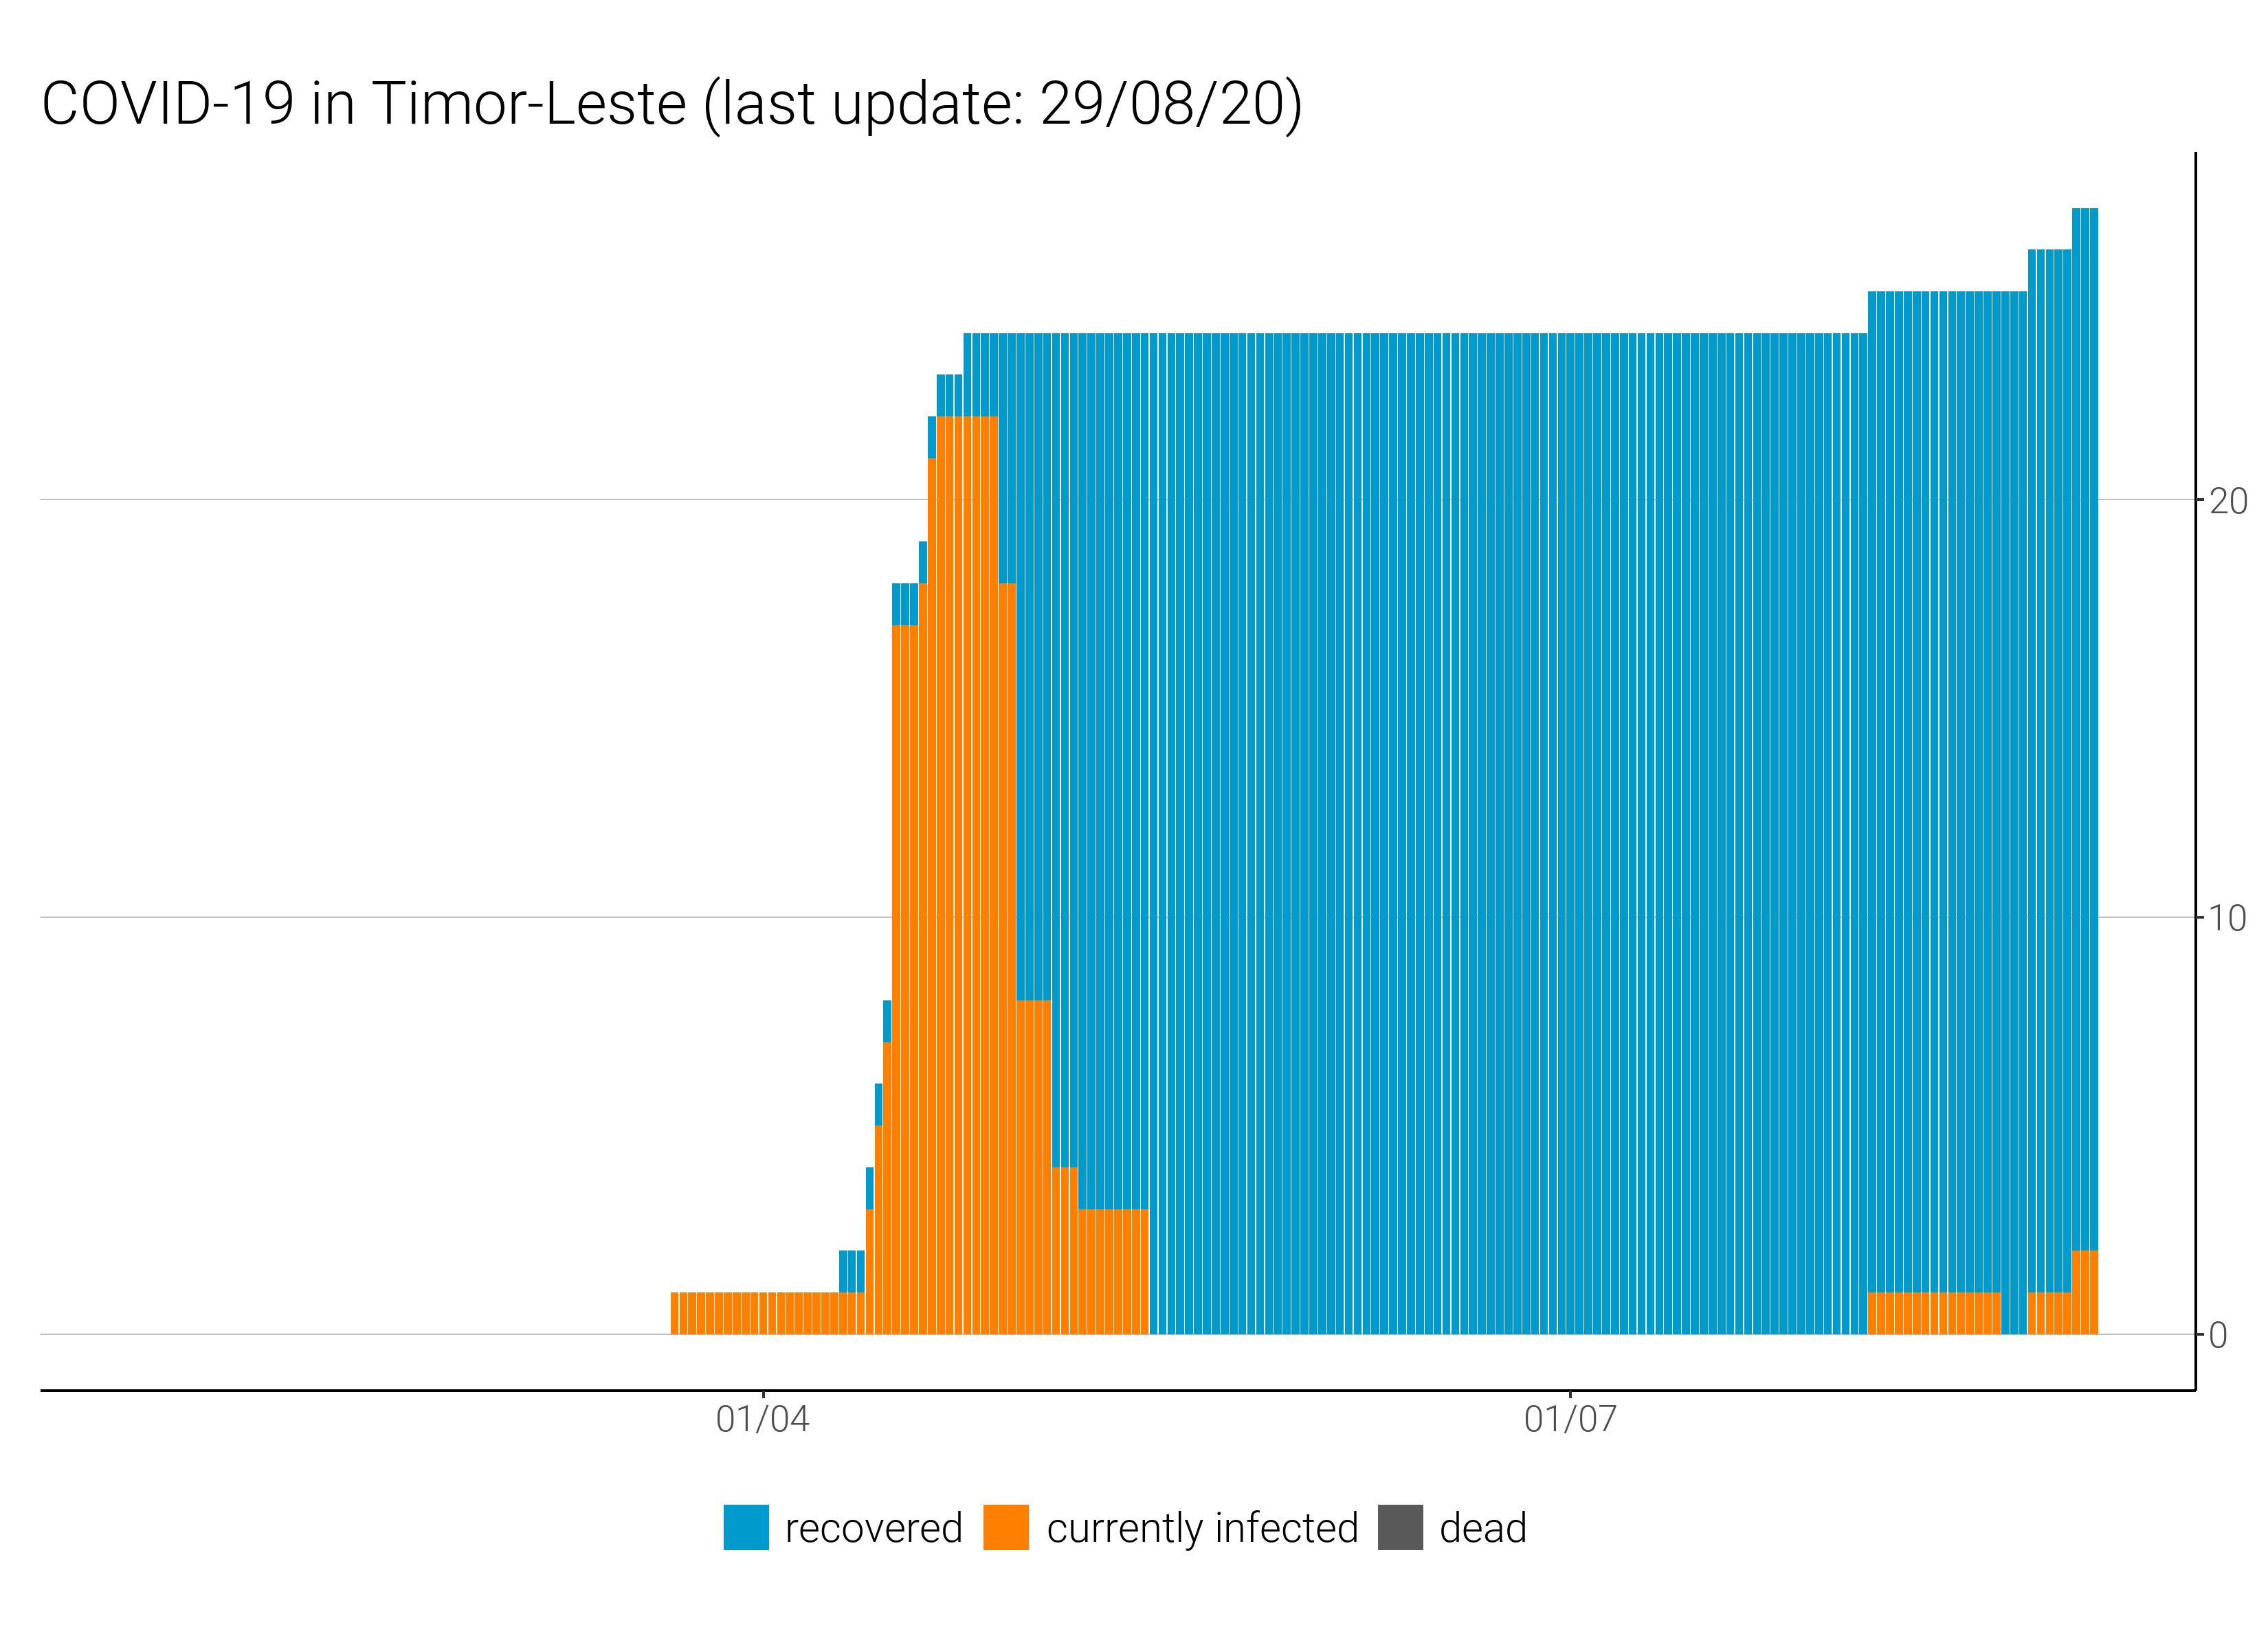 COVID-19 in Timor-Leste (last update: 29/08/20)
20
10
0
01/04 01/07
recovered currently infected dead